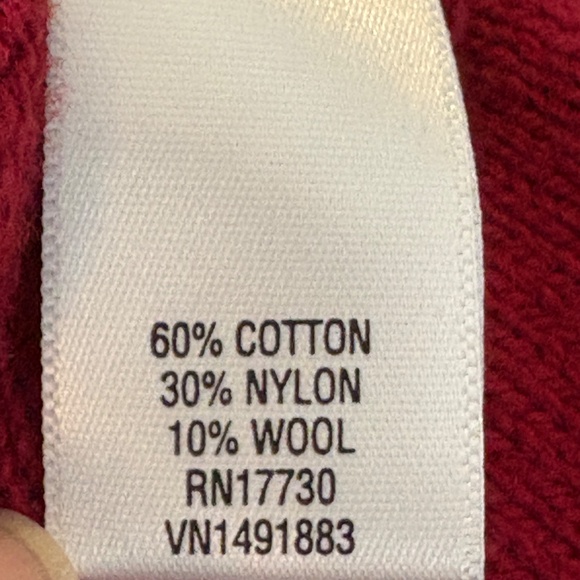 60% COTTON
30% NYLON
10% WOOL
RN17730
VN1491883